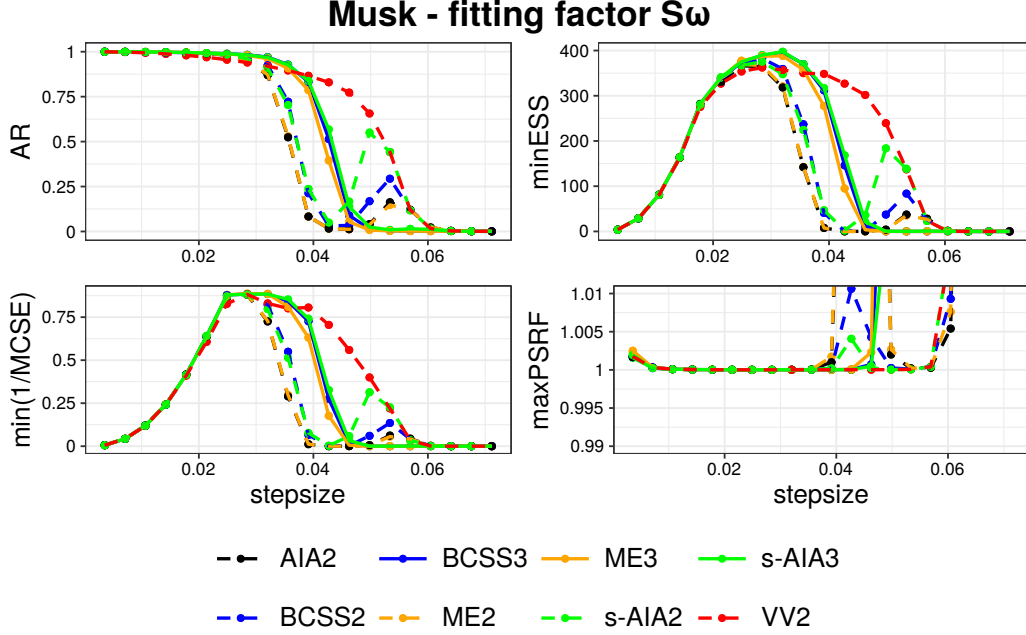 Musk - fitting factor Sω
AR
1
0.75
0.5
0.25
0
0.02
0.04
0.06
minESS
400
300
200
100
0
0.02
0.04
0.06
min(1/MCSE)
0.75
0.5
0.25
0
0.02
0.04
0.06
stepsize
maxPSRF
1.01
1.005
1
0.995
0.99
0.02
0.04
0.06
stepsize
AIA2
BCSS3
ME3
s-AIA3
BCSS2
ME2
s-AIA2
VV2